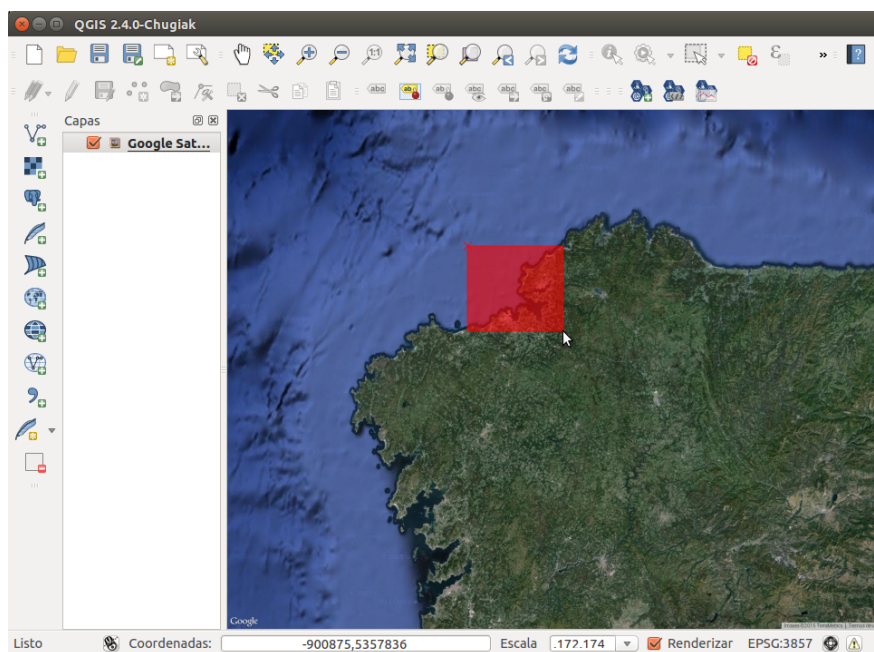 QGIS 2.4.0-Chugiak
Capas
Google Sat...
Google
Listo
Coordenadas:
-900875,5357836
Escala
.172.174
Renderizar
EPSG:3857